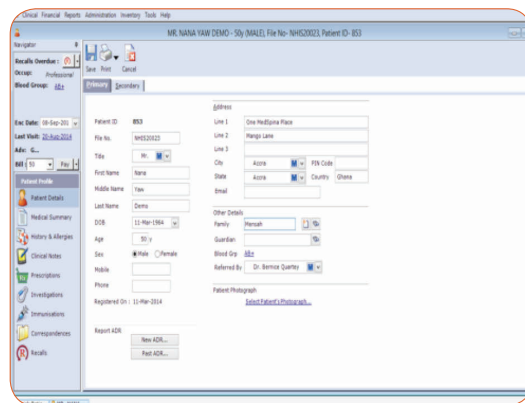 Clinical Financial Reports Administration Inventory Tools Help
MR. NANA YAW DEMO - 50y (MALE), File No- NHIS20023, Patient ID- 853
Navigator
Recalls Overdue :
Occup: Professional
Blood Group: AB+
Enc Date: 08-Sep-201
Last Visit: 20-Aug-2014
Adv: G...
Bill 50 Pay
Patient Profile
Patient Details
Medical Summary
History & Allergies
Clinical Notes
Prescriptions
Investigations
Immunisations
Correspondences
Recalls
Save Print Cancel
Primary Secondary
Patient ID 853
File No. NHIS20023
Title Mr.
First Name Nana
Middle Name Yaw
Last Name Demo
DOB 11-Mar-1964
Age 50 y
Sex Male Female
Mobile
Phone
Registered On : 11-Mar-2014
Report ADR
New ADR...
Past ADR...
Address
Line 1 One MedSpina Place
Line 2 Mango Lane
Line 3
City Accra PIN Code
State Accra Country Ghana
Email
Other Details
Family Mensah
Guardian
Blood Grp AB+
Referred By Dr. Bernice Quartey
Patient Photograph
Select Patient's Photograph...